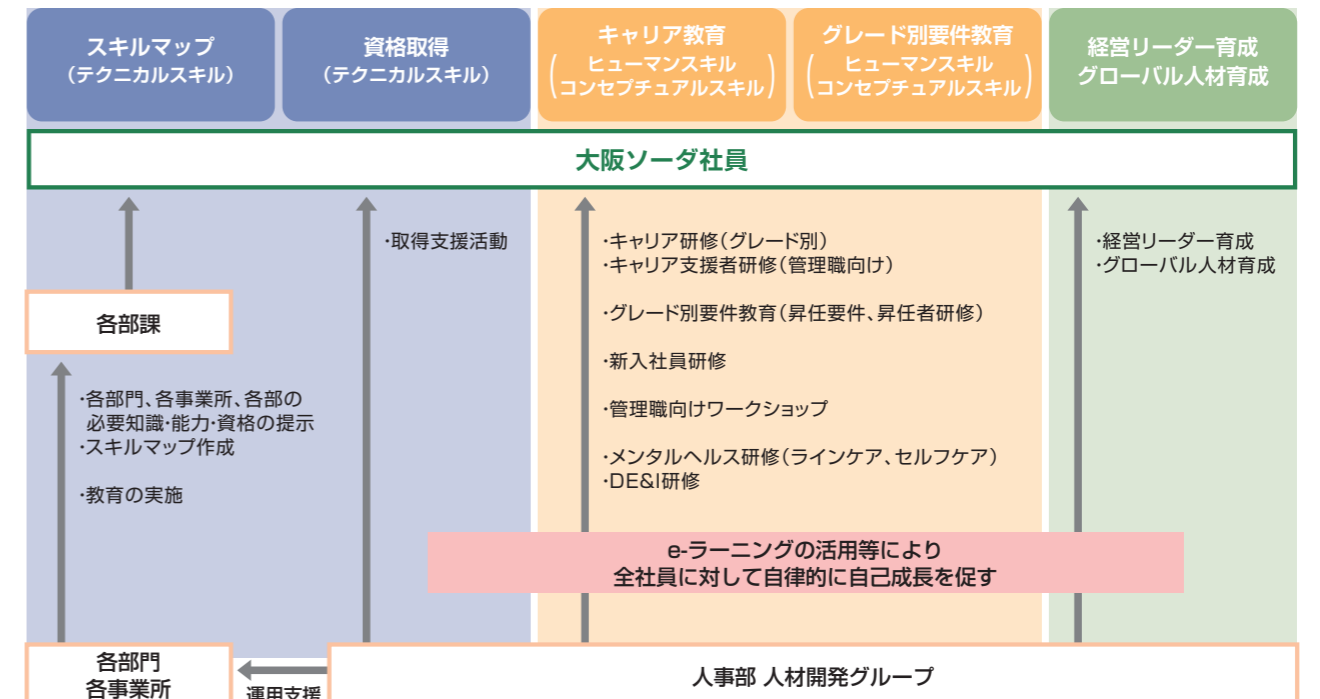 スキルマップ
（テクニカルスキル）
資格取得
（テクニカルスキル）
キャリア教育
（ヒューマンスキル
コンセプチュアルスキル）
グレード別要件教育
（ヒューマンスキル
コンセプチュアルスキル）
経営リーダー育成
グローバル人材育成
大阪ソーダ社員
各部課
・各部門、各事業所、各部の
必要知識・能力・資格の提示
・スキルマップ作成
・教育の実施
・取得支援活動
・キャリア研修（グレード別）
・キャリア支援者研修（管理職向け）
・グレード別要件教育（昇任要件、昇任者研修）
・新入社員研修
・管理職向けワークショップ
・メンタルヘルス研修（ラインケア、セルフケア）
・DE&I研修
・経営リーダー育成
・グローバル人材育成
e-ラーニングの活用等により
全社員に対して自律的に自己成長を促す
各部門
各事業所
運用支援
人事部 人材開発グループ